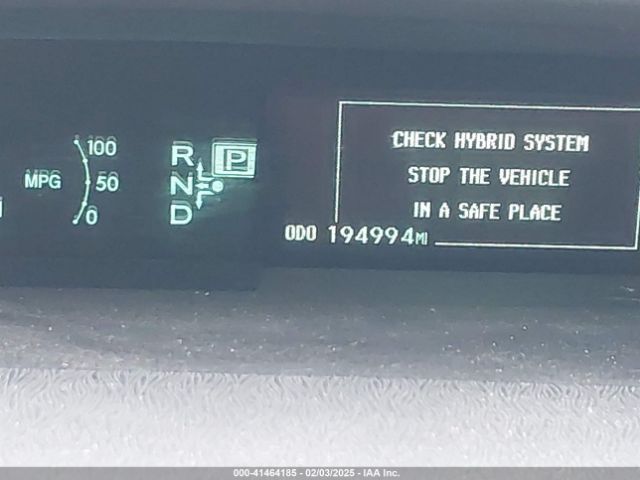 100
MPG
50
0
R
P
N
D
CHECK HYBRID SYSTEM
STOP THE VEHICLE
IN A SAFE PLACE
ODO 194994MI
000-41464185 - 02/03/2025 - IAA Inc.